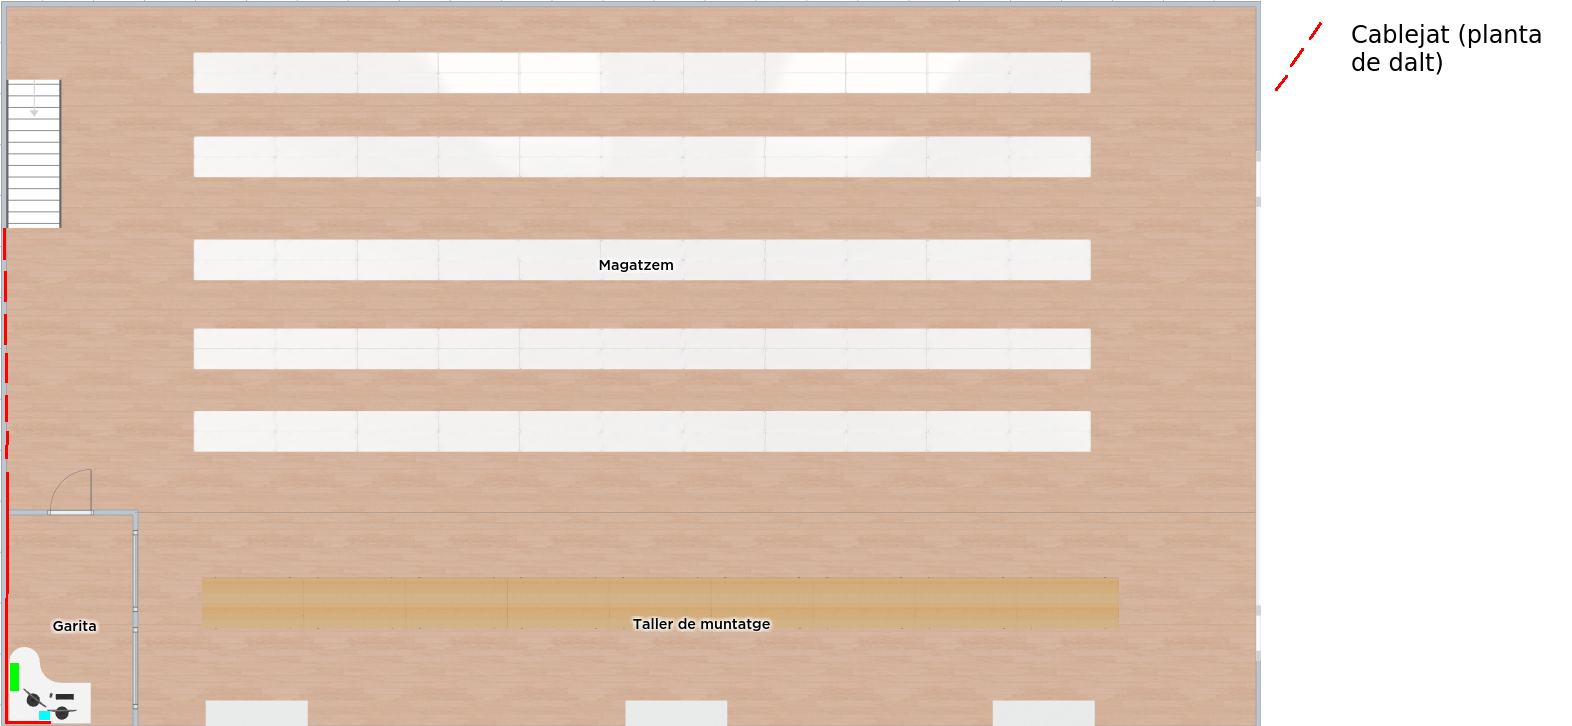 Cablejat (planta
de dalt)
Magatzem
Garita
Taller de muntatge